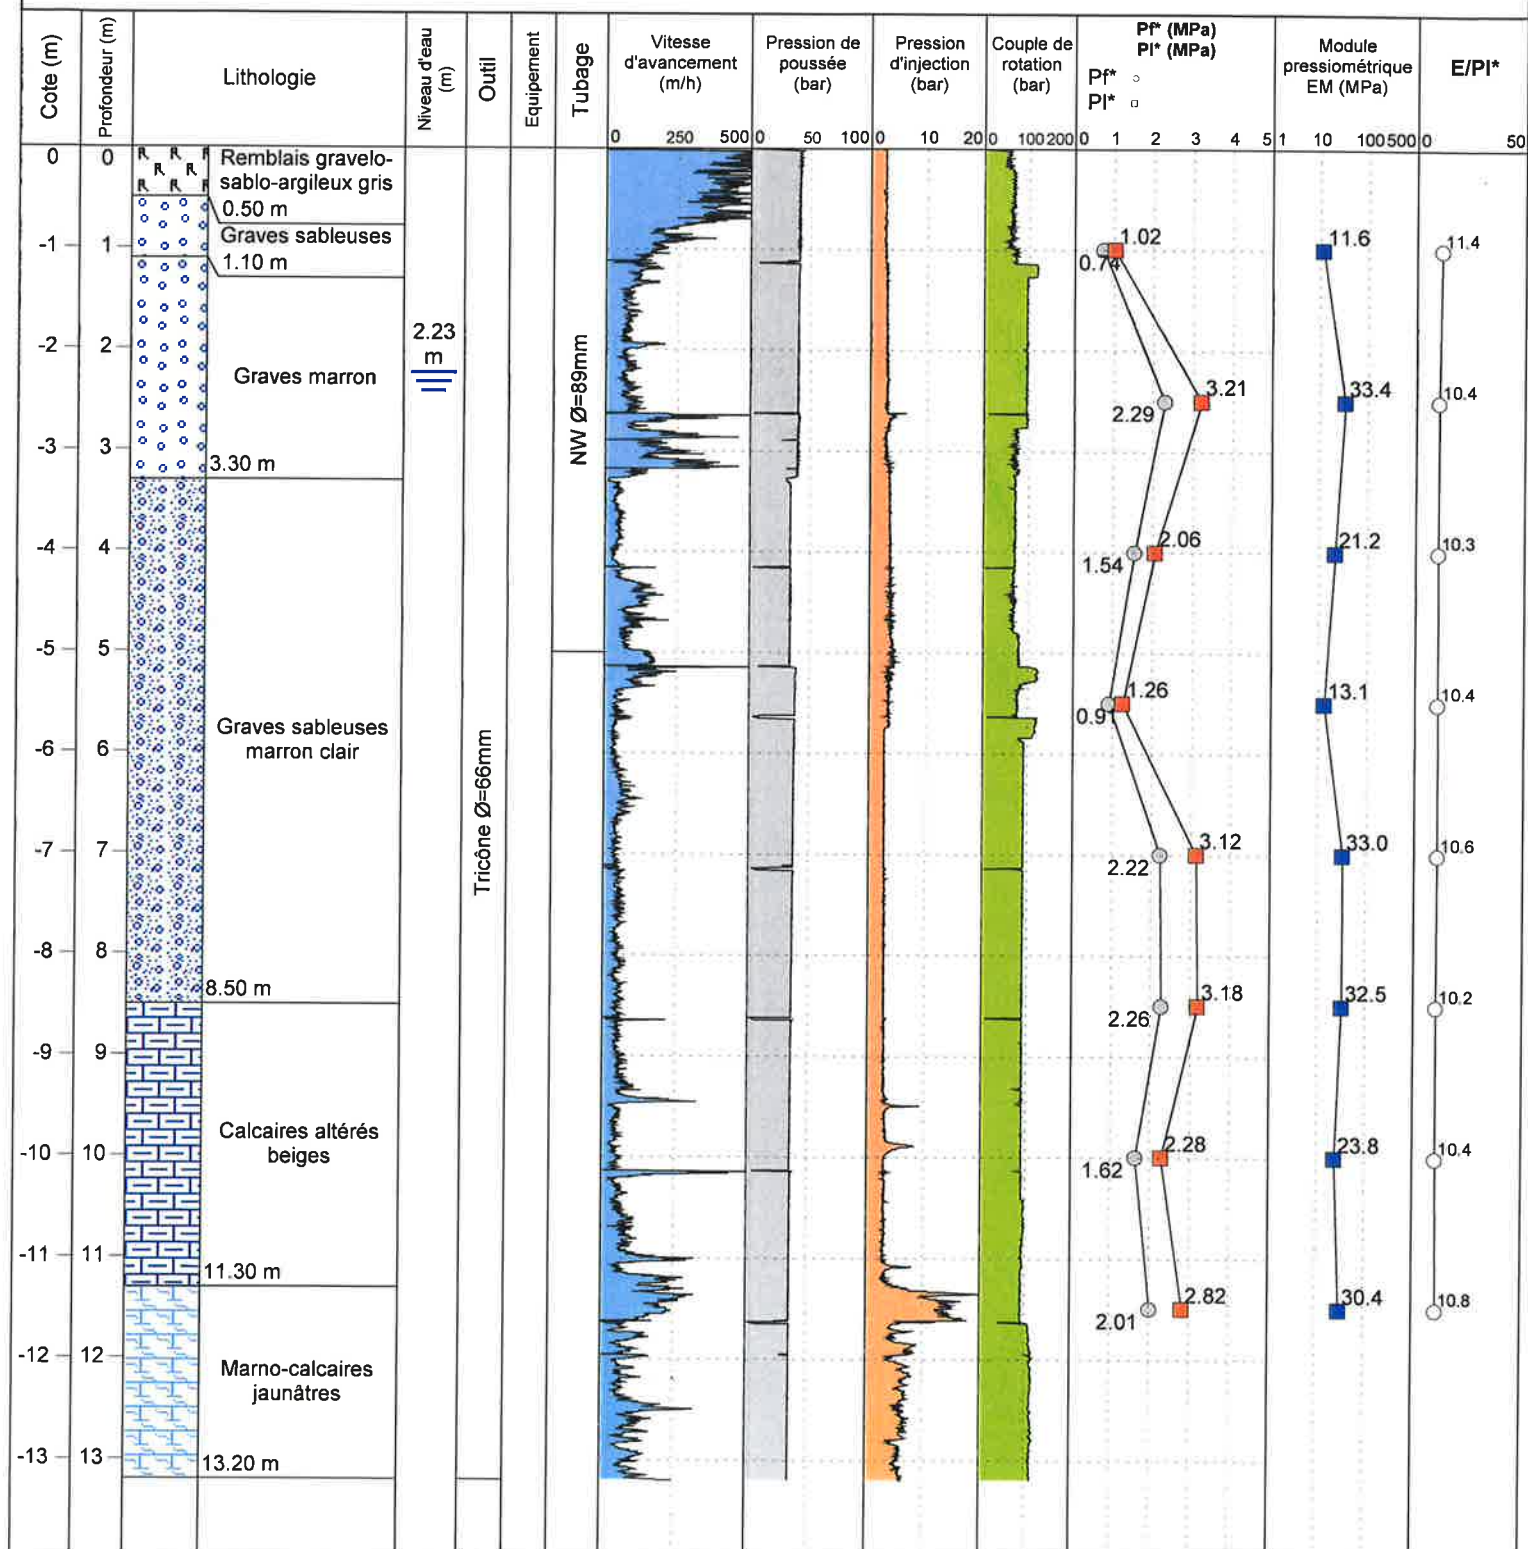 Cote (m)
Profondeur (m)
Lithologie
Niveau d'eau
(m)
Outil
Equipement
Tubage
Vitesse
d'avancement
(m/h)
Pression de
poussée
(bar)
Pression
d'injection
(bar)
Couple de
rotation
(bar)
Pf* (MPa)
Pl* (MPa)
Pf*
Pl*
Module
pressiométrique
EM (MPa)
E/Pl*
0 250 500
0 50 100
0 10 20
0 100 200
0 1 2 3 4 5
1 10 100 500
0 50
0 0
R R R
R R
R R R
Remblais gravelo-
sablo-argileux gris
0.50 m
Graves sableuses
-1 1
1.10 m
1.02
0.74
11.6
11.4
2.23
m
-2 2
Graves marron
NW Ø=89mm
3.21
2.29
33.4
10.4
-3 3
3.30 m
-4 4
2.06
1.54
21.2
10.3
-5 5
1.26
0.91
13.1
10.4
Graves sableuses
marron clair
-6 6
Tricône Ø=66mm
-7 7
3.12
2.22
33.0
10.6
-8 8
8.50 m
3.18
2.26
32.5
10.2
-9 9
Calcaires altérés
beiges
-10 10
2.28
1.62
23.8
10.4
-11 11
11.30 m
2.82
2.01
30.4
10.8
-12 12
Marno-calcaires
jaunâtres
-13 13
13.20 m